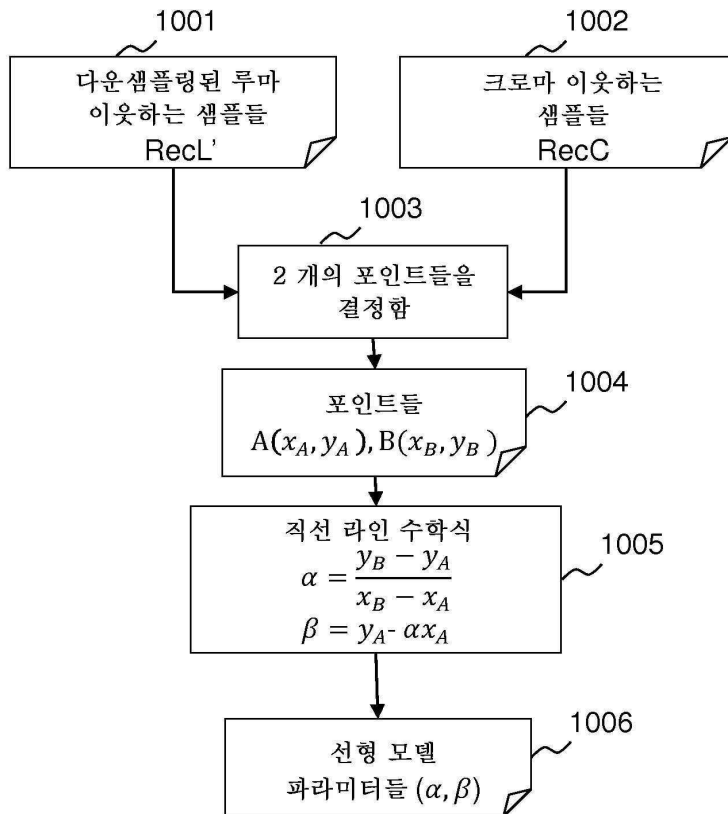 1001
다운샘플링된 루마
이웃하는 샘플들
RecL'
1002
크로마 이웃하는
샘플들
RecC
1003
2 개의 포인트들을
결정함
1004
포인트들
A(x_A, y_A), B(x_B, y_B)
1005
직선 라인 수학식
α = \frac{y_B - y_A}{x_B - x_A}
β = y_A - αx_A
1006
선형 모델
파라미터들 (α, β)